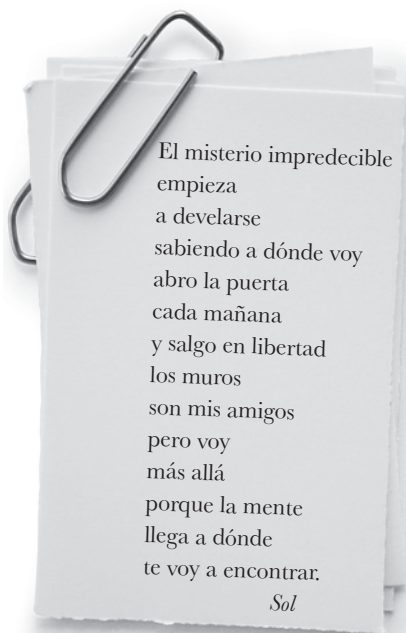 El misterio impredecible
empieza
a develarse
sabiendo a dónde voy
abro la puerta
cada mañana
y salgo en libertad
los muros
son mis amigos
pero voy
más allá
porque la mente
llega a dónde
te voy a encontrar.
Sol